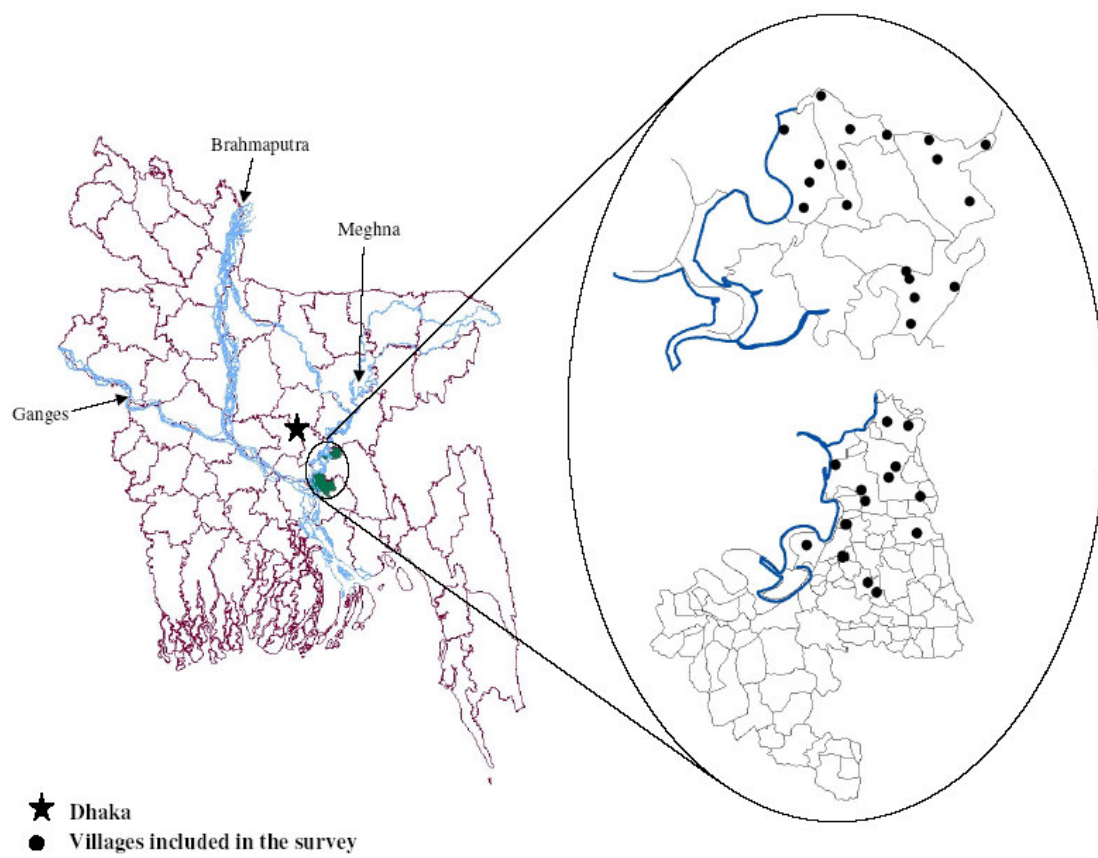 Brahmaputra
Meghna
Ganges
Dhaka
Villages included in the survey